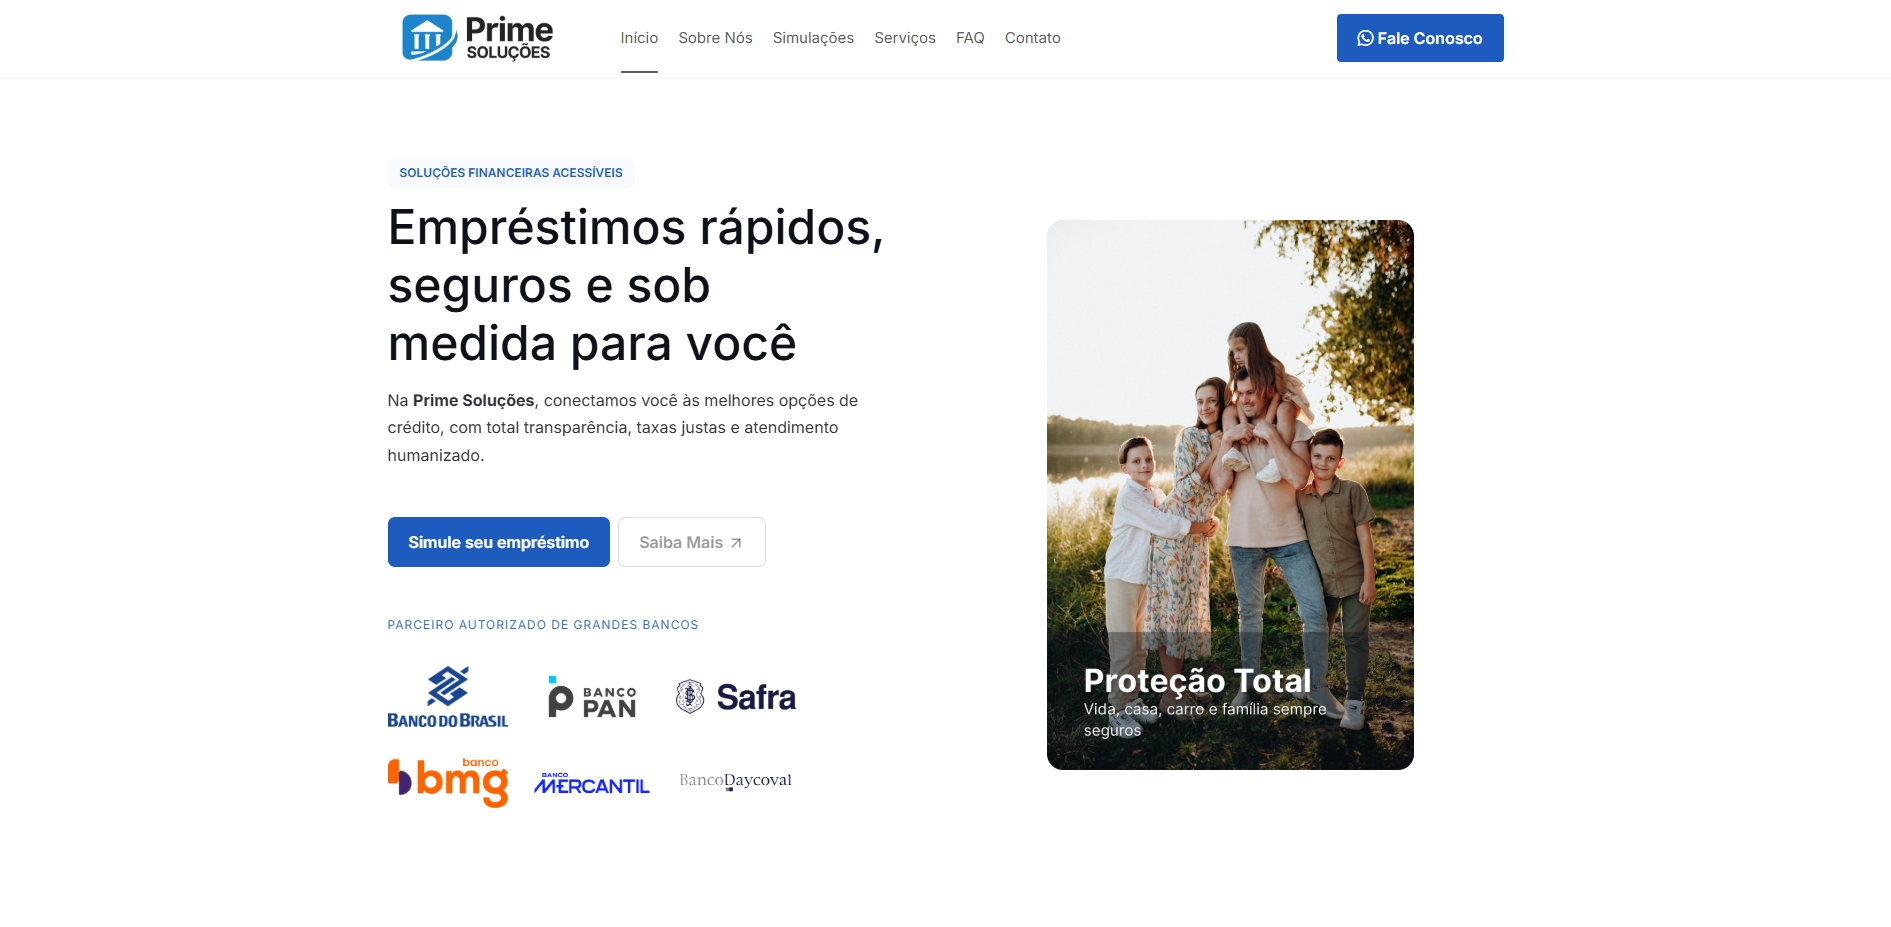 Prime
SOLUÇÕES
Início
Sobre Nós
Simulações
Serviços
FAQ
Contato
Fale Conosco
SOLUÇÕES FINANCEIRAS ACESSÍVEIS
Empréstimos rápidos,
seguros e sob
medida para você
Na Prime Soluções, conectamos você às melhores opções de
crédito, com total transparência, taxas justas e atendimento
humanizado.
Simule seu empréstimo
Saiba Mais
PARCEIRO AUTORIZADO DE GRANDES BANCOS
BANCO DO BRASIL
BANCO
PAN
Safra
banco
bmg
BANCO
MERCANTIL
BancoDaycoval
Proteção Total
Vida, casa, carro e família sempre
seguros